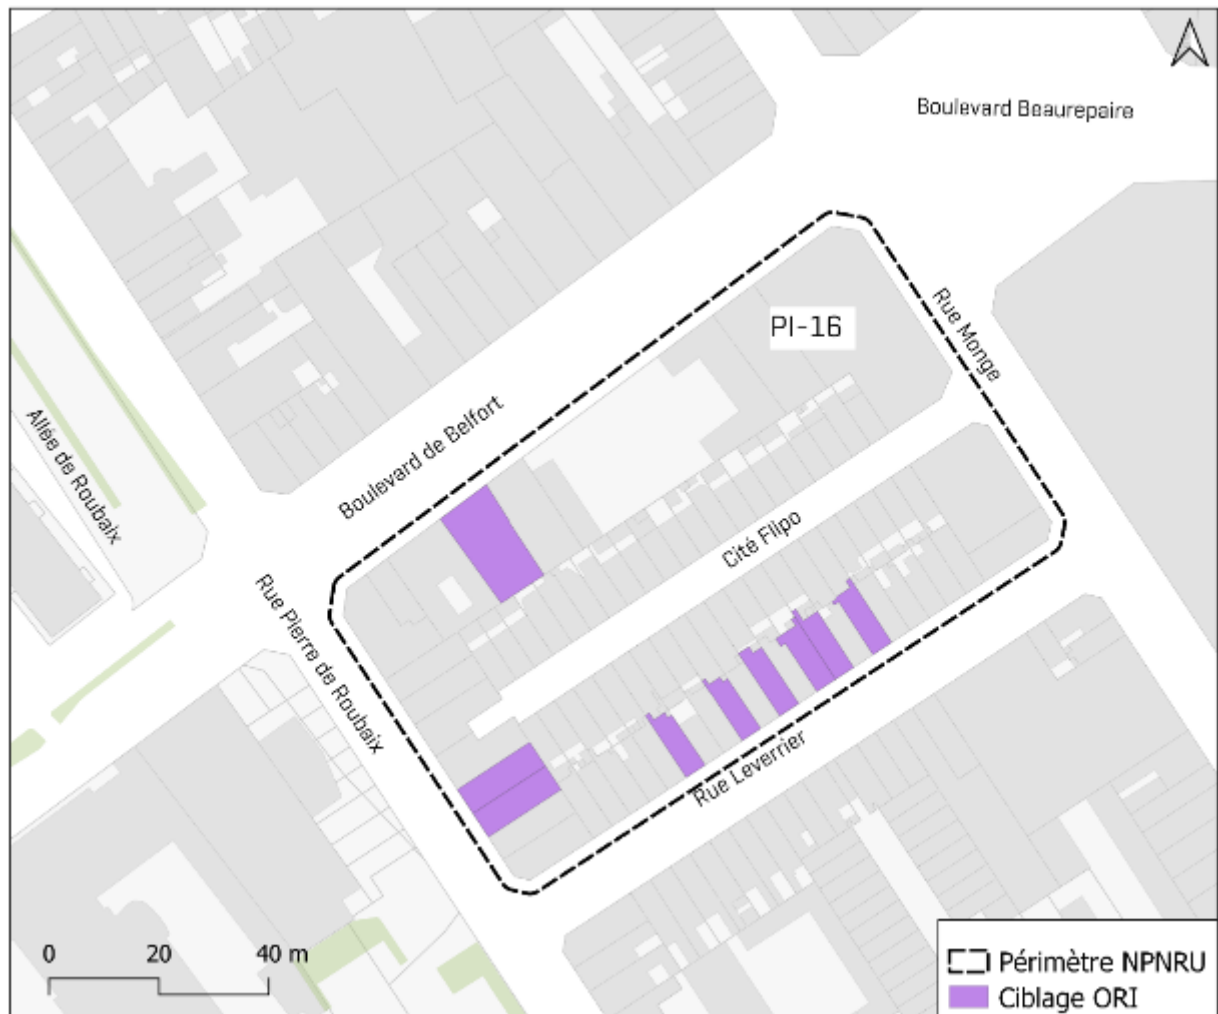 Boulevard Beaurepaire
PI-16
Rue Monge
Boulevard de Belfort
Allée de Roubaix
Cité Flipo
Rue Pierre de Roubaix
Rue Leverrier
0 20 40 m
Périmètre NPNRU
Ciblage ORI